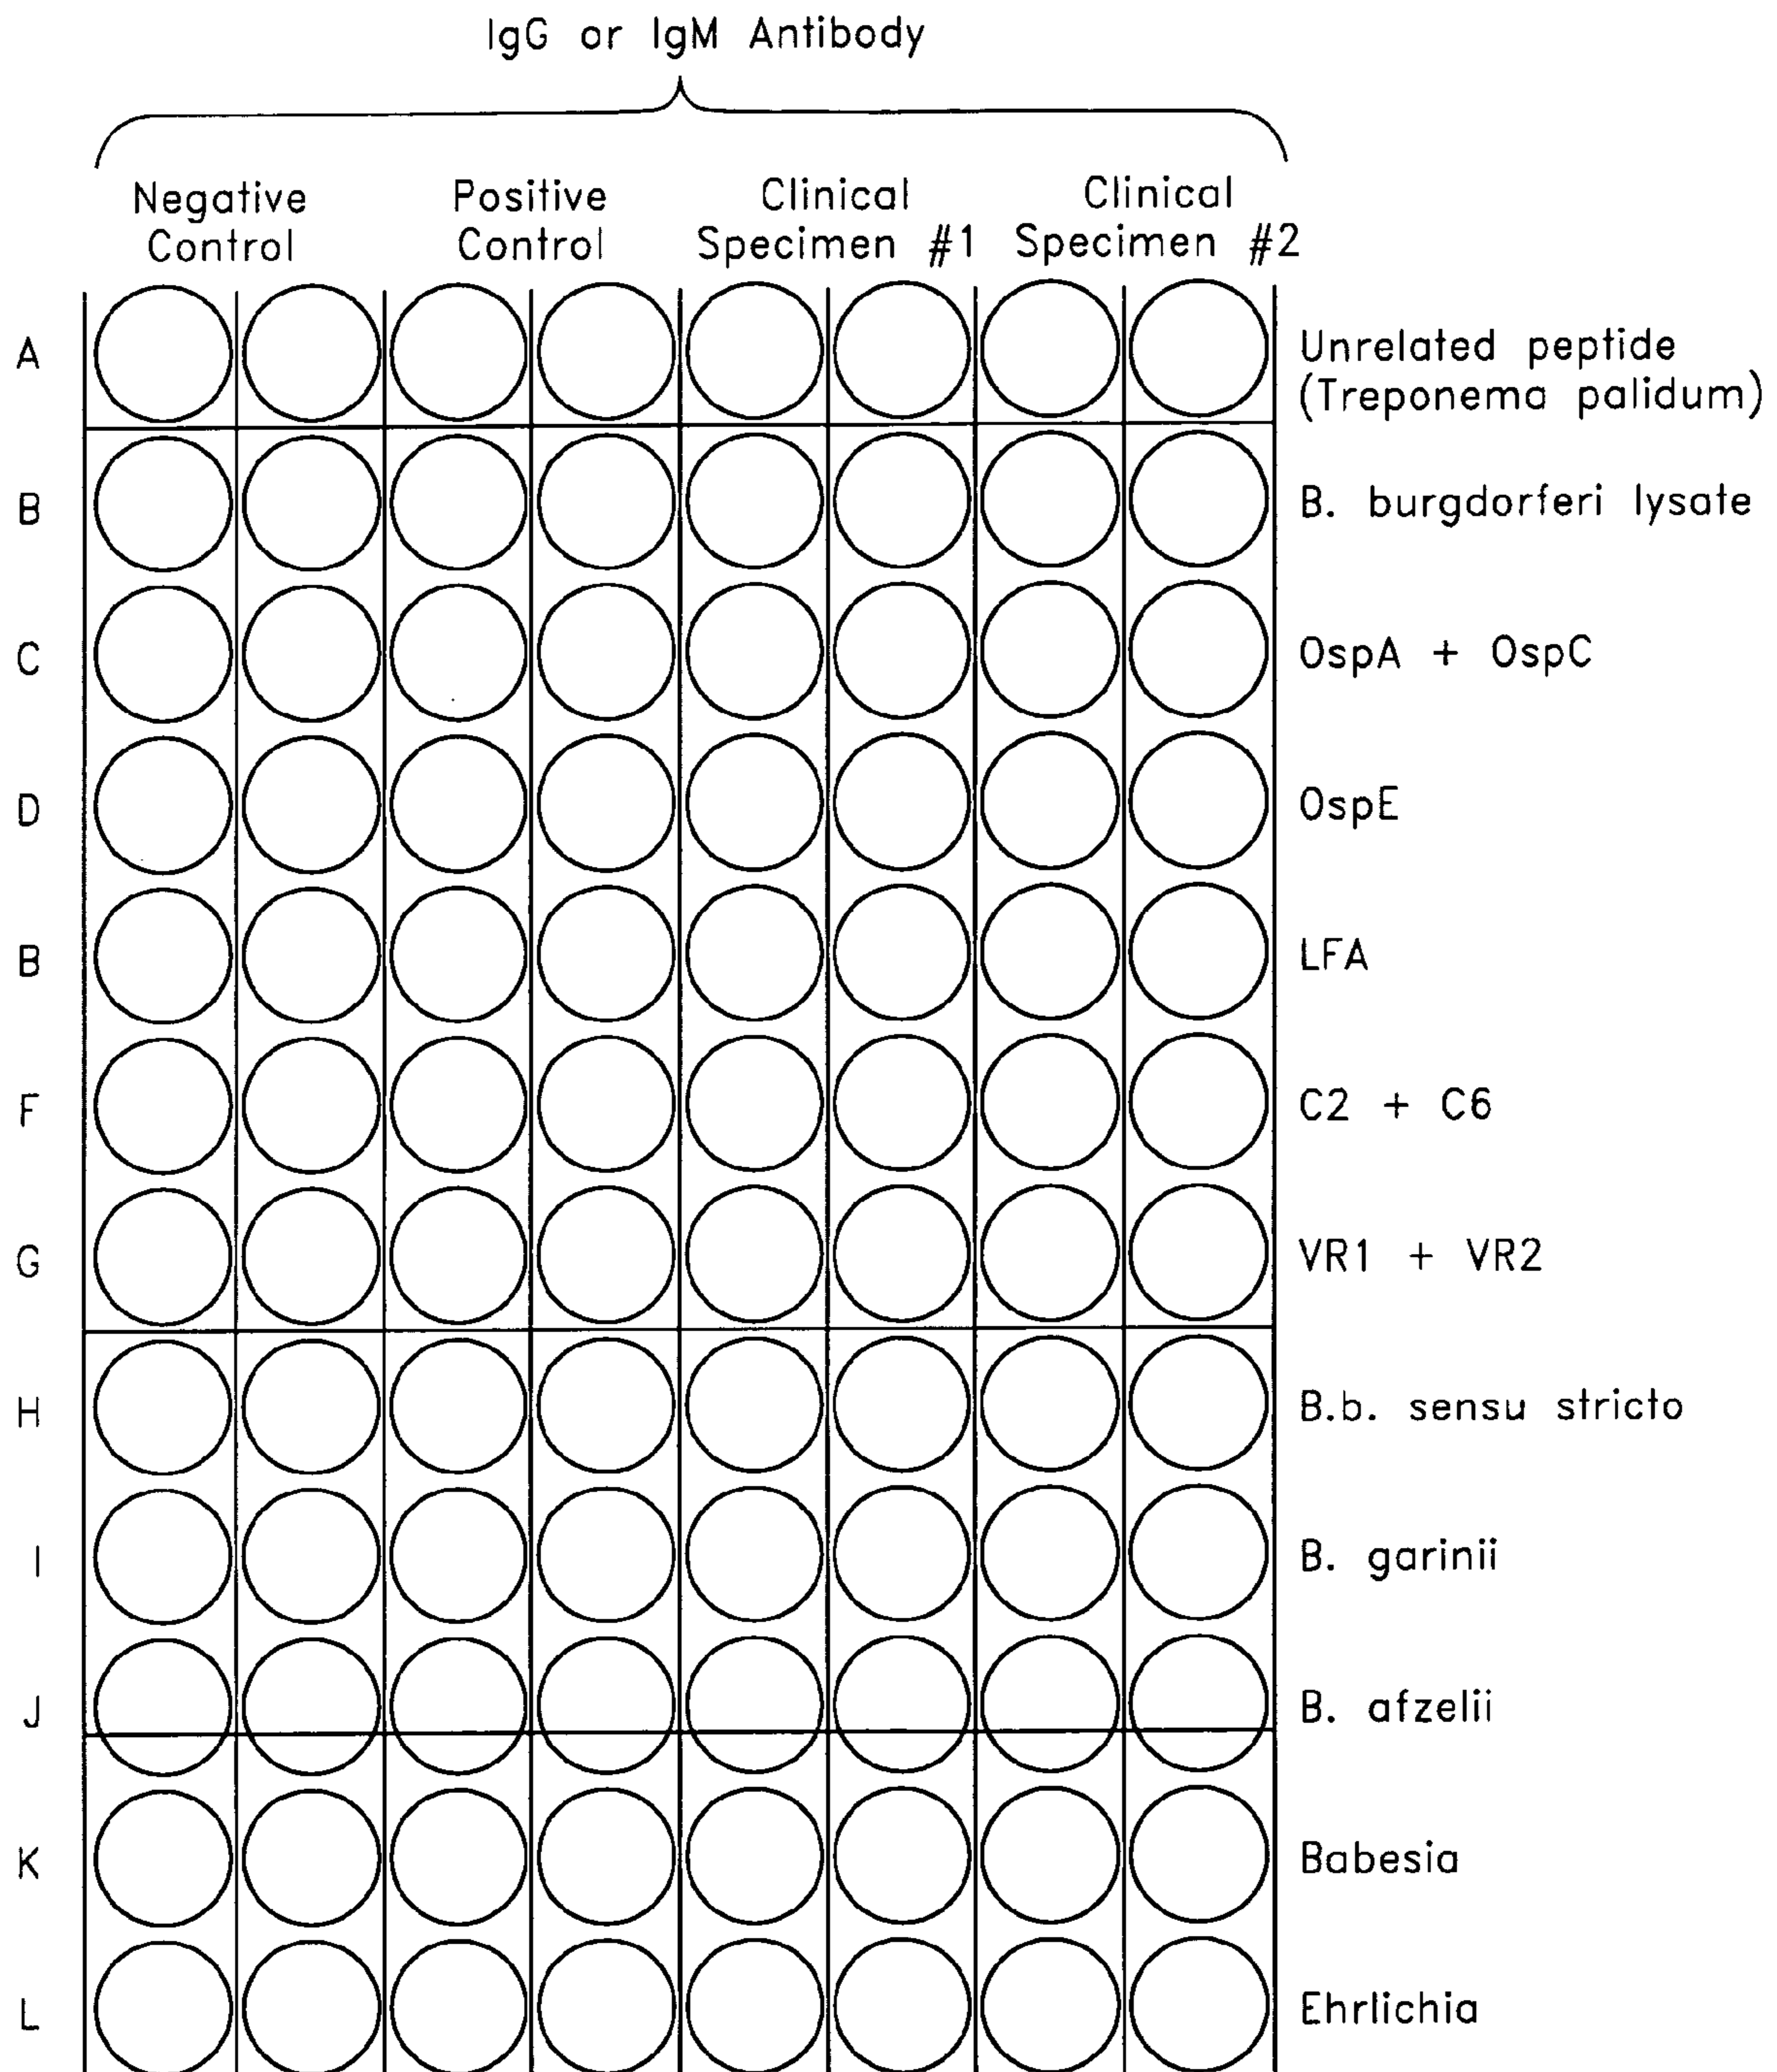 IgG or IgM Antibody
Negative Control
Positive Control
Clinical Specimen #1
Clinical Specimen #2
A Unrelated peptide
(Treponema palidum)
B B. burgdorferi lysate
C OspA + OspC
D OspE
B LFA
F C2 + C6
G VR1 + VR2
H B.b. sensu stricto
I B. garinii
J B. afzelii
K Babesia
L Ehrlichia